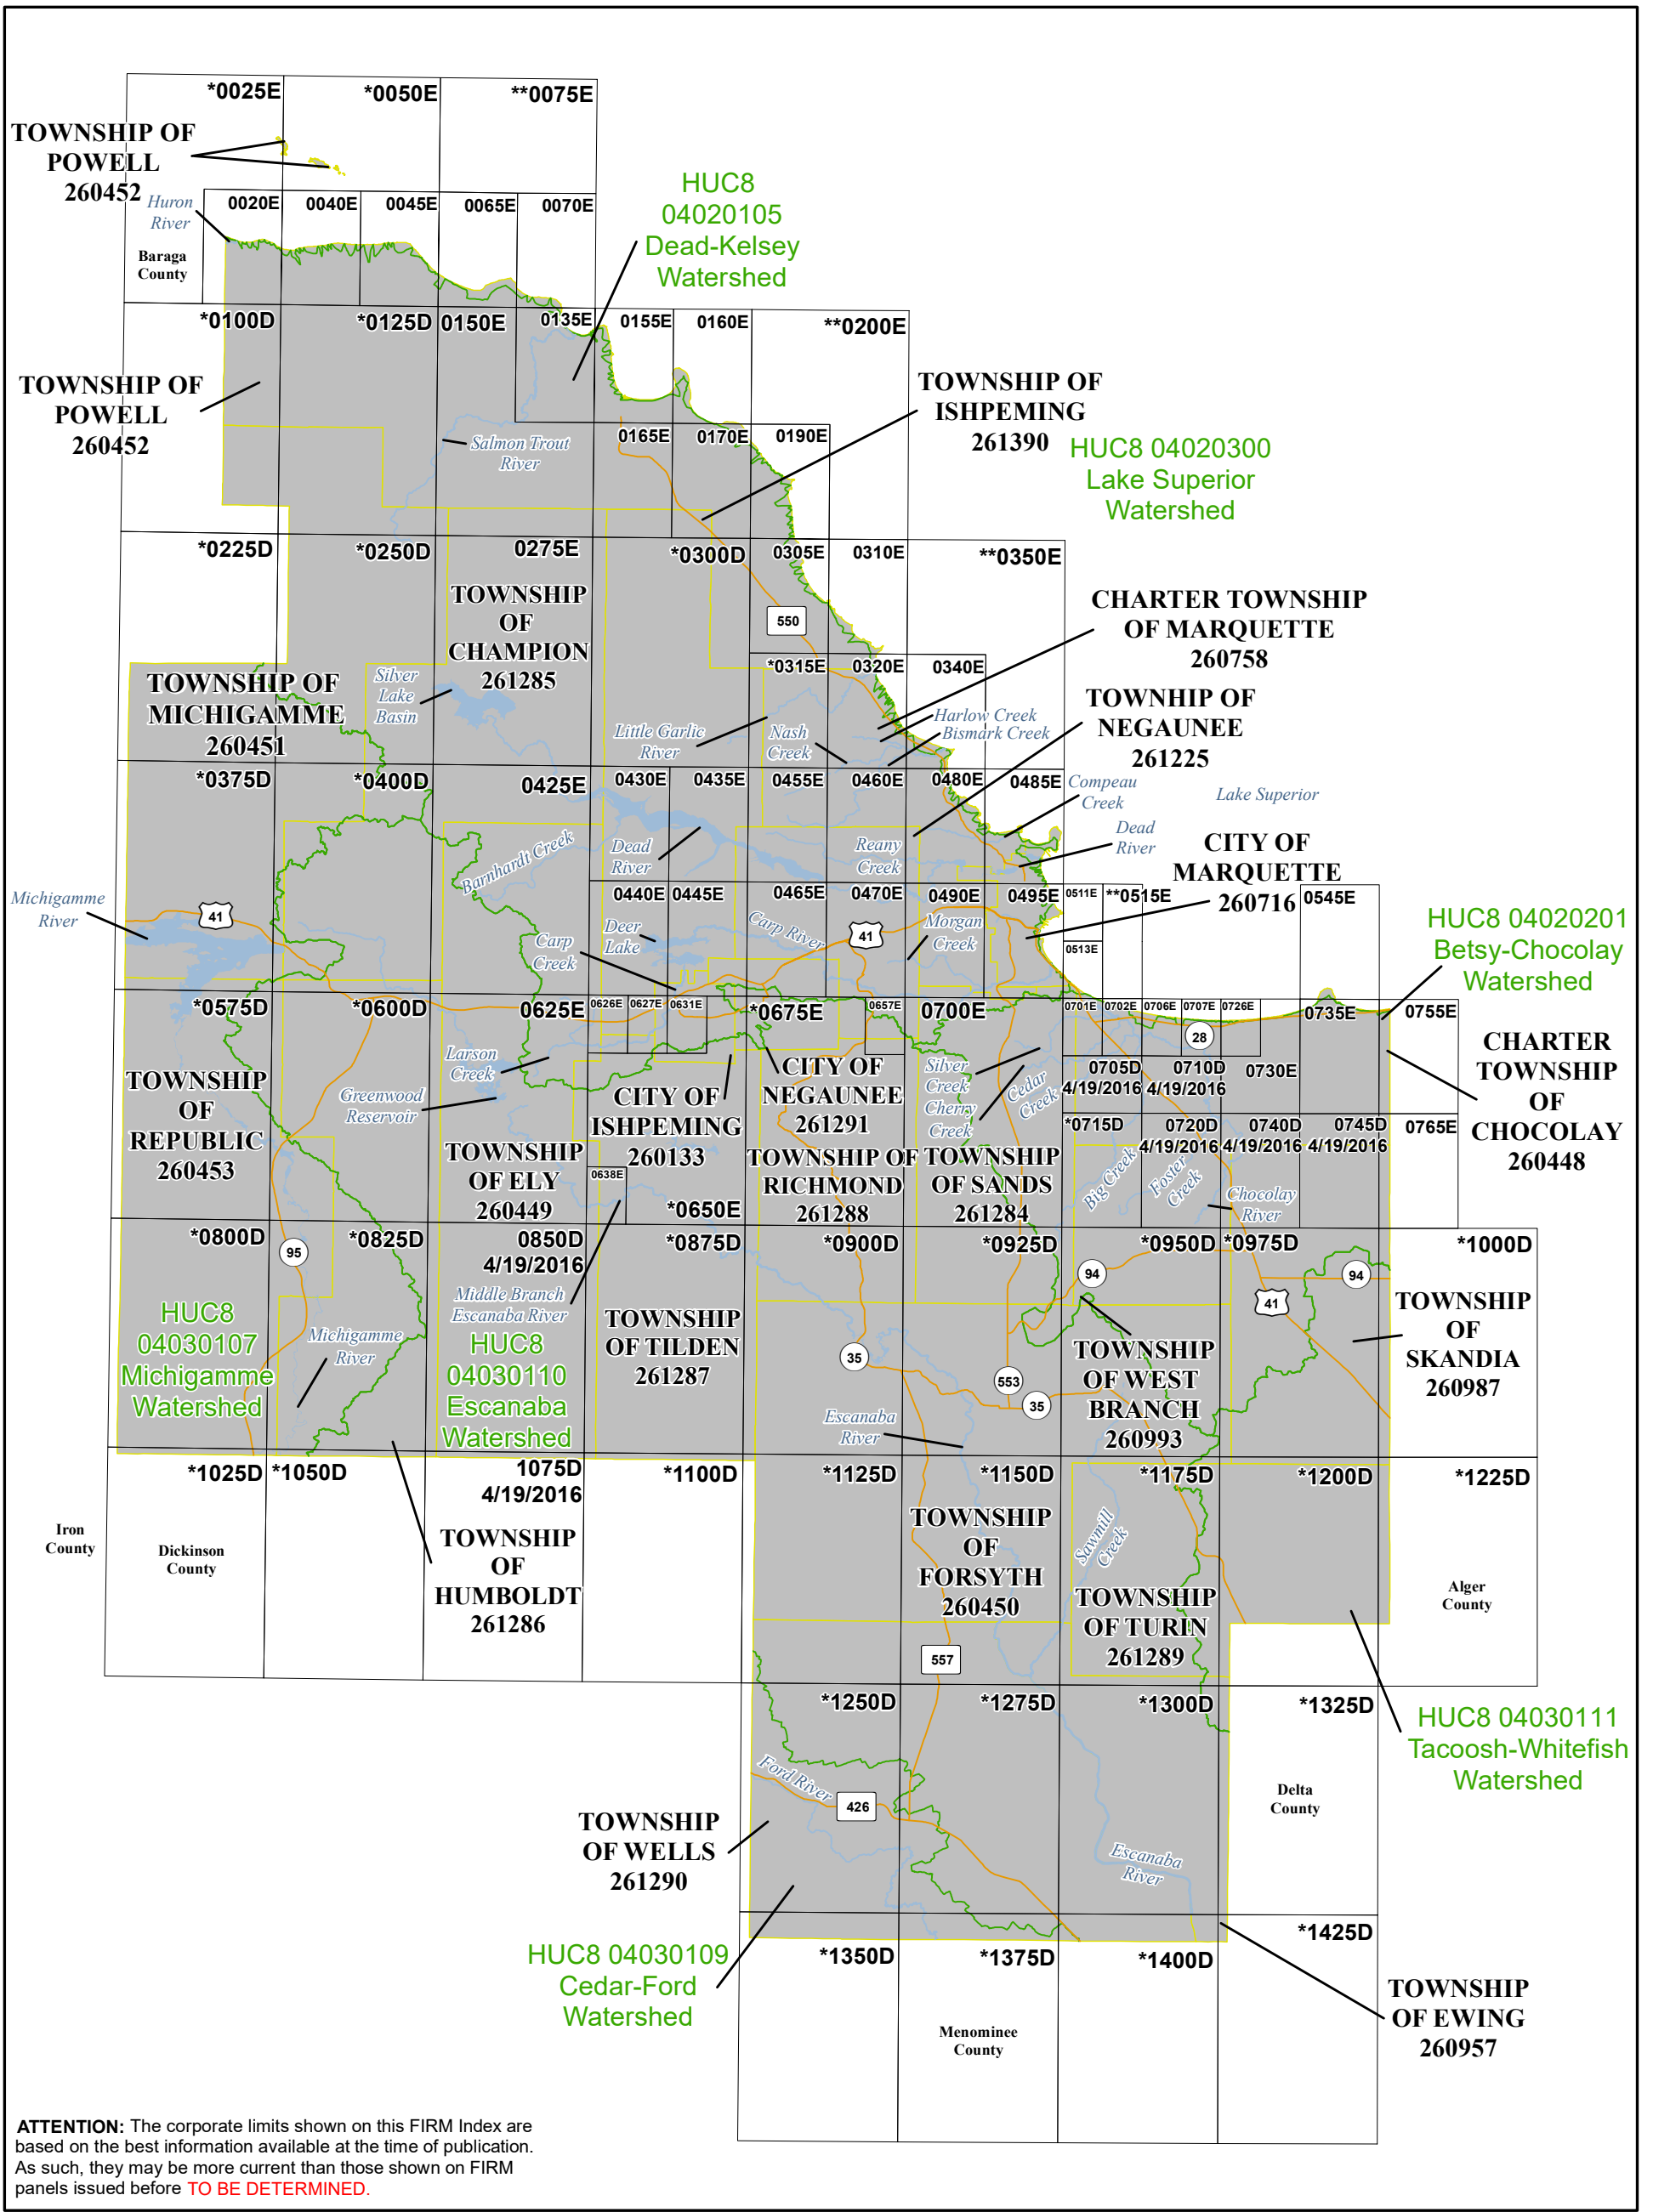 *0025E
*0050E
**0075E
TOWNSHIP OF
POWELL
260452
Huron
River
0020E
0040E
0045E
0065E
0070E
Baraga
County
HUC8
04020105
Dead-Kelsey
Watershed
*0100D
*0125D
0150E
0135E
0155E
0160E
**0200E
TOWNSHIP OF
POWELL
260452
Salmon Trout
River
TOWNSHIP OF
ISHPEMING
261390
0165E
0170E
0190E
HUC8 04020300
Lake Superior
Watershed
*0225D
*0250D
0275E
*0300D
0305E
0310E
**0350E
TOWNSHIP
OF
CHAMPION
261285
550
CHARTER TOWNSHIP
OF MARQUETTE
260758
*0315E
0320E
0340E
TOWNSHIP OF
MICHIGAMME
260451
Silver
Lake
Basin
Little Garlic
River
Nash
Creek
Harlow Creek
Bismark Creek
TOWNHIP OF
NEGAUNEE
261225
*0375D
*0400D
0425E
0430E
0435E
0455E
0460E
0480E
0485E
Compeau
Creek
Lake Superior
Barnhardt Creek
Dead
River
Reany
Creek
Dead
River
CITY OF
MARQUETTE
260716
0440E
0445E
0465E
0470E
0490E
0495E
0511E
**0515E
0545E
0513E
Michigamme
River
41
Carp
Creek
Deer
Lake
Carp River
41
Morgan
Creek
HUC8 04020201
Betsy-Chocolay
Watershed
*0575D
*0600D
0625E
0626E
0627E
0631E
*0675E
0657E
0700E
0701E
0702E
0706E
0707E
0726E
0735E
0755E
28
Larson
Creek
Greenwood
Reservoir
TOWNSHIP
OF
REPUBLIC
260453
CITY OF
ISHPEMING
260133
CITY OF
NEGAUNEE
261291
Silver
Creek
Cherry
Creek
Cedar
Creek
0705D
4/19/2016
0710D
4/19/2016
0730E
CHARTER
TOWNSHIP
OF
CHOCOLAY
260448
*0715D
0720D
4/19/2016
0740D
4/19/2016
0745D
4/19/2016
0765E
TOWNSHIP
OF ELY
260449
0638E
*0650E
TOWNSHIP OF
RICHMOND
261288
TOWNSHIP
OF SANDS
261284
Big Creek
Foster
Creek
Chocolay
River
*0800D
*0825D
0850D
4/19/2016
*0875D
*0900D
*0925D
*0950D
*0975D
*1000D
95
94
94
41
Middle Branch
Escanaba River
HUC8
04030107
Michigamme
Watershed
Michigamme
River
HUC8
04030110
Escanaba
Watershed
TOWNSHIP
OF TILDEN
261287
35
553
35
TOWNSHIP
OF WEST
BRANCH
260993
TOWNSHIP
OF
SKANDIA
260987
Escanaba
River
*1025D
*1050D
1075D
4/19/2016
*1100D
*1125D
*1150D
*1175D
*1200D
*1225D
Iron
County
Dickinson
County
TOWNSHIP
OF
HUMBOLDT
261286
TOWNSHIP
OF
FORSYTH
260450
Sawmill
Creek
TOWNSHIP
OF TURIN
261289
Alger
County
557
*1250D
*1275D
*1300D
*1325D
HUC8 04030111
Tacoosh-Whitefish
Watershed
Ford River
426
Delta
County
TOWNSHIP
OF WELLS
261290
Escanaba
River
HUC8 04030109
Cedar-Ford
Watershed
*1350D
*1375D
*1400D
*1425D
TOWNSHIP
OF EWING
260957
Menominee
County
ATTENTION: The corporate limits shown on this FIRM Index are
based on the best information available at the time of publication.
As such, they may be more current than those shown on FIRM
panels issued before TO BE DETERMINED.